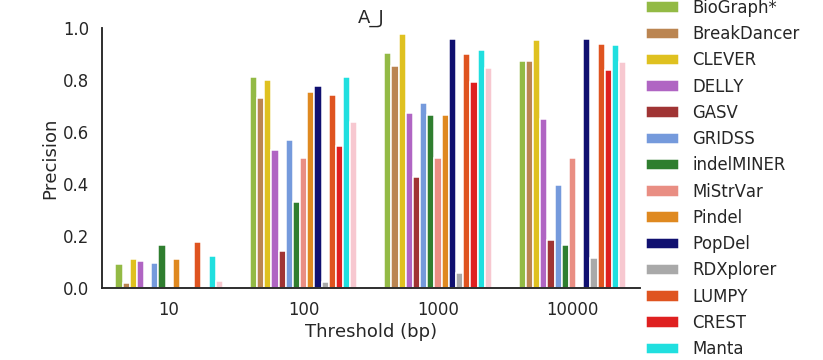 A_J
1.0
0.8
0.6
0.4
0.2
0.0
Precision
10 100 1000 10000
Threshold (bp)
BioGraph*
BreakDancer
CLEVER
DELLY
GASV
GRIDSS
indelMINER
MiStrVar
Pindel
PopDel
RDXplorer
LUMPY
CREST
Manta